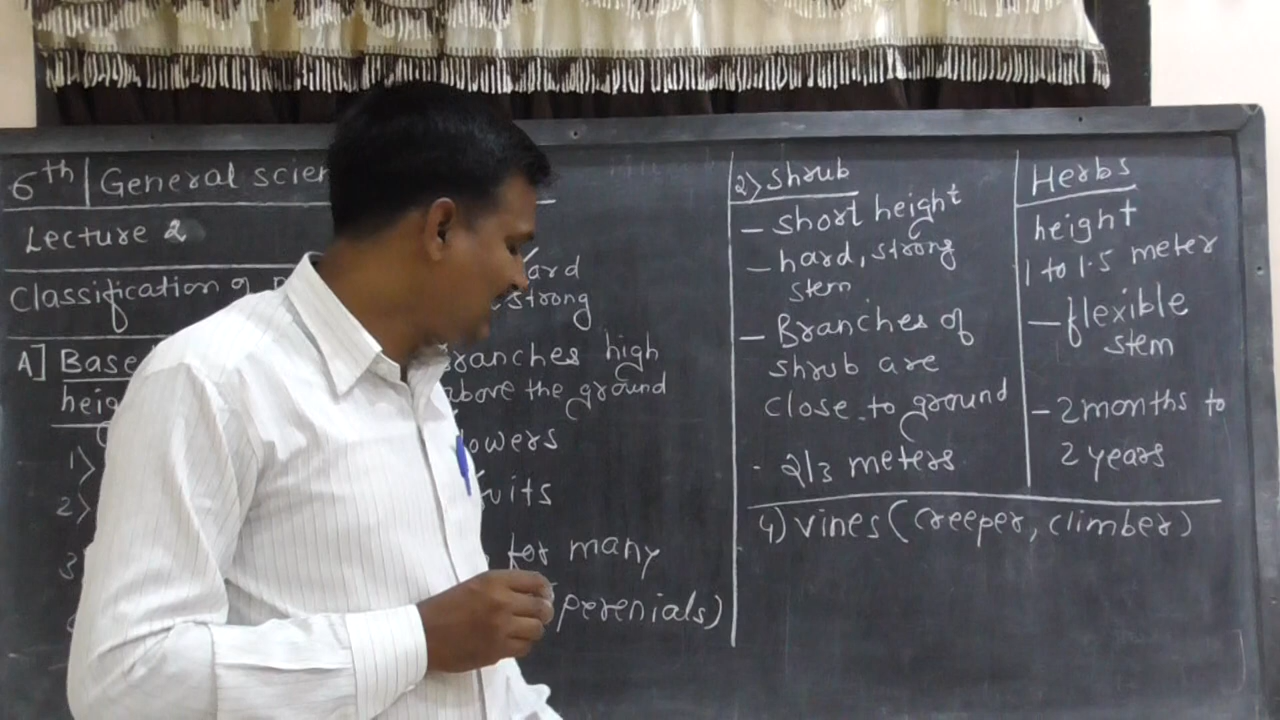 6th | General scien
Lecture 2
Classification of
A] Base
heig
1)
2)
3
ard
strong
ranches high
above the ground
lowers
uits
for many
perenials)
2) Shrub
- short height
- hard, strong
stem
- Branches of
shrub are
close to ground
- 2/3 meters
Herbs
height
1 to 1.5 meter
- flexible
stem
- 2 months to
2 years
4) vines (creeper, climber)